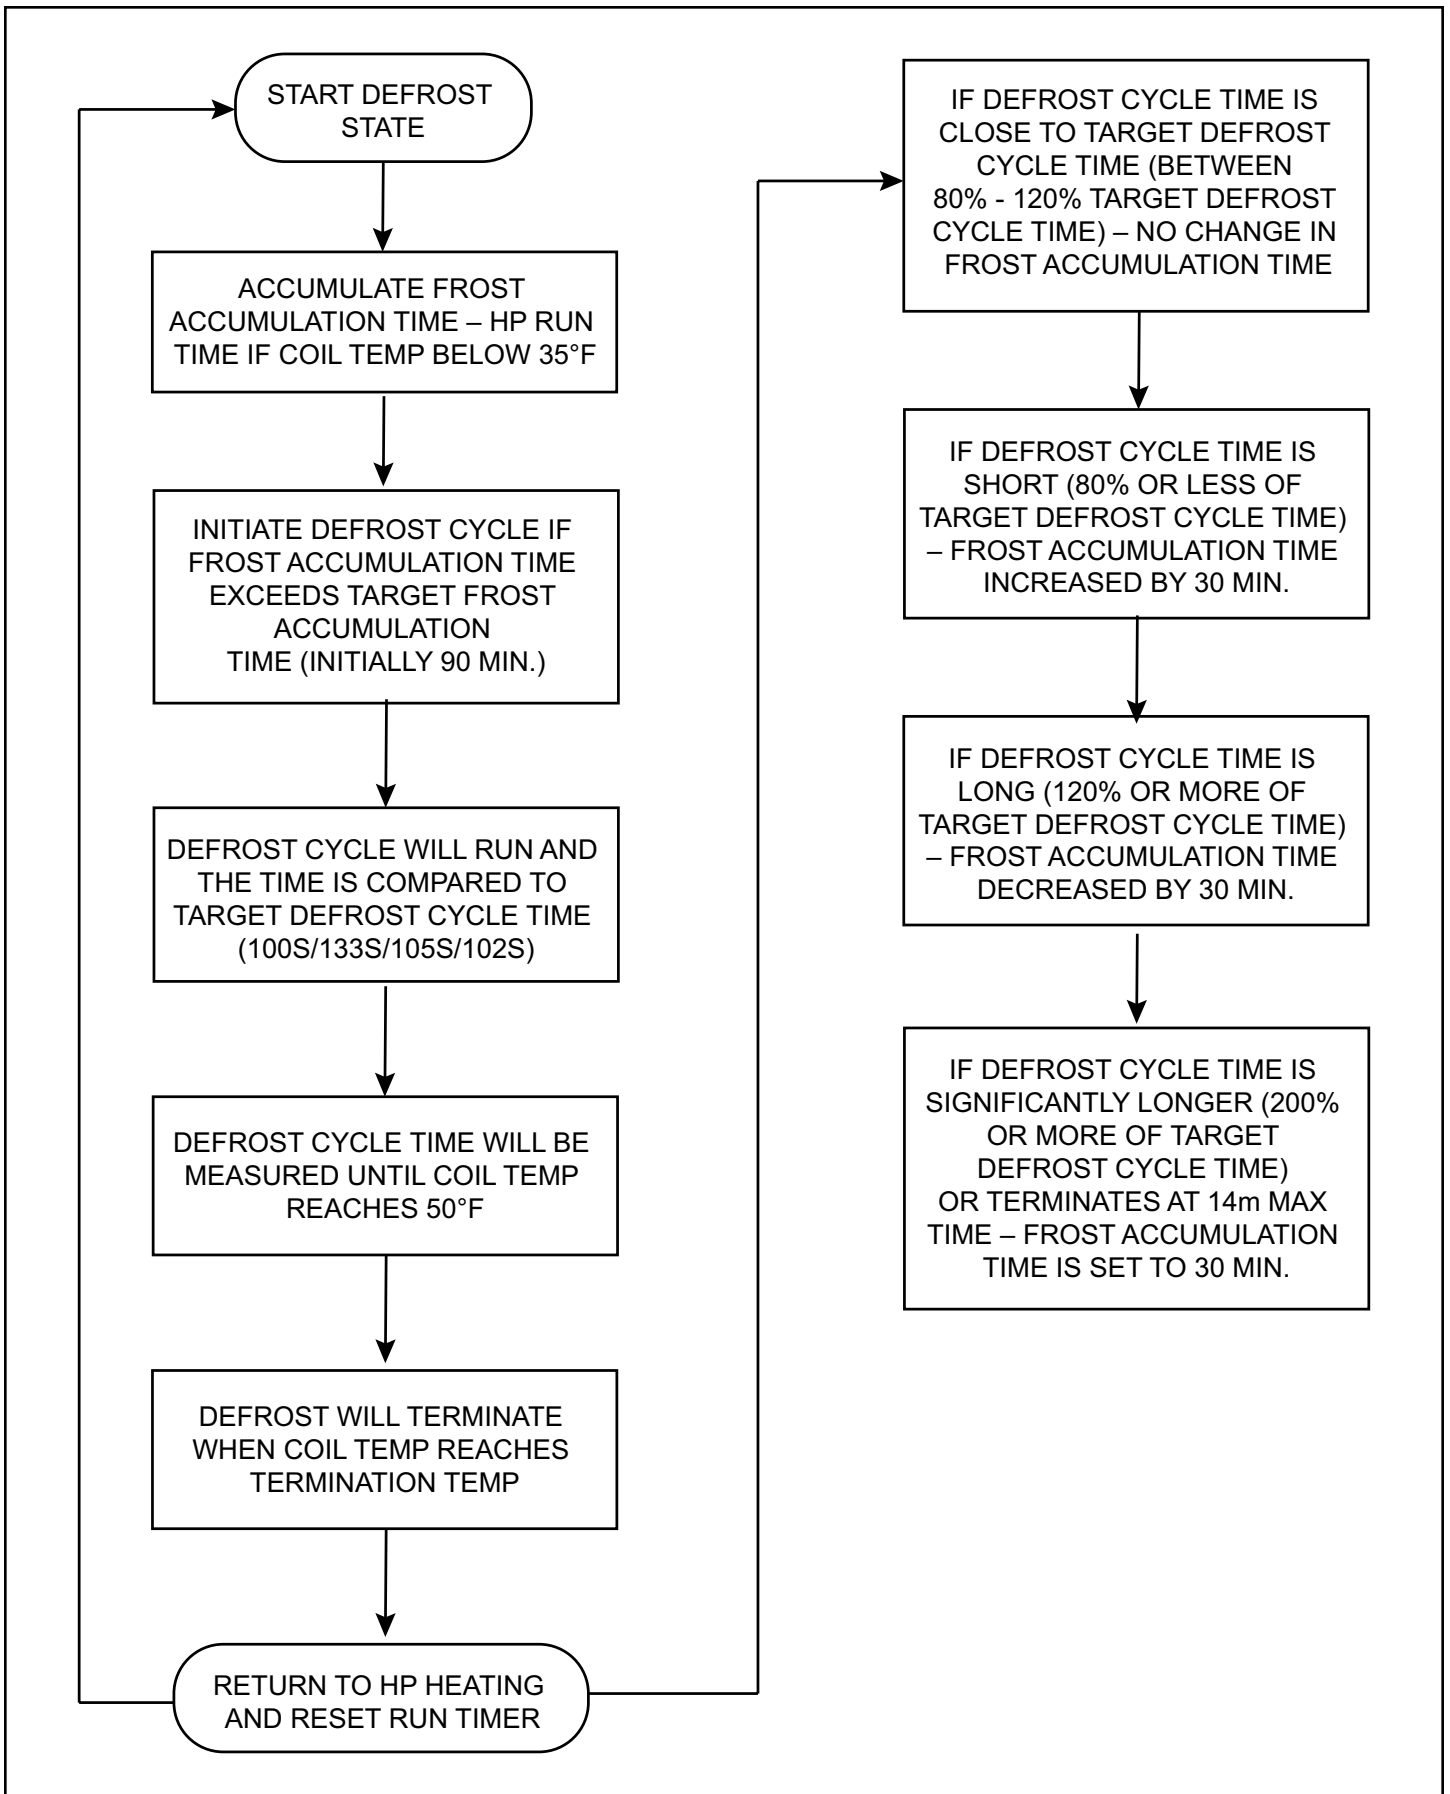 START DEFROST
STATE
ACCUMULATE FROST
ACCUMULATION TIME – HP RUN
TIME IF COIL TEMP BELOW 35°F
INITIATE DEFROST CYCLE IF
FROST ACCUMULATION TIME
EXCEEDS TARGET FROST
ACCUMULATION
TIME (INITIALLY 90 MIN.)
DEFROST CYCLE WILL RUN AND
THE TIME IS COMPARED TO
TARGET DEFROST CYCLE TIME
(100S/133S/105S/102S)
DEFROST CYCLE TIME WILL BE
MEASURED UNTIL COIL TEMP
REACHES 50°F
DEFROST WILL TERMINATE
WHEN COIL TEMP REACHES
TERMINATION TEMP
RETURN TO HP HEATING
AND RESET RUN TIMER
IF DEFROST CYCLE TIME IS
CLOSE TO TARGET DEFROST
CYCLE TIME (BETWEEN
80% - 120% TARGET DEFROST
CYCLE TIME) – NO CHANGE IN
FROST ACCUMULATION TIME
IF DEFROST CYCLE TIME IS
SHORT (80% OR LESS OF
TARGET DEFROST CYCLE TIME)
– FROST ACCUMULATION TIME
INCREASED BY 30 MIN.
IF DEFROST CYCLE TIME IS
LONG (120% OR MORE OF
TARGET DEFROST CYCLE TIME)
– FROST ACCUMULATION TIME
DECREASED BY 30 MIN.
IF DEFROST CYCLE TIME IS
SIGNIFICANTLY LONGER (200%
OR MORE OF TARGET
DEFROST CYCLE TIME)
OR TERMINATES AT 14m MAX
TIME – FROST ACCUMULATION
TIME IS SET TO 30 MIN.